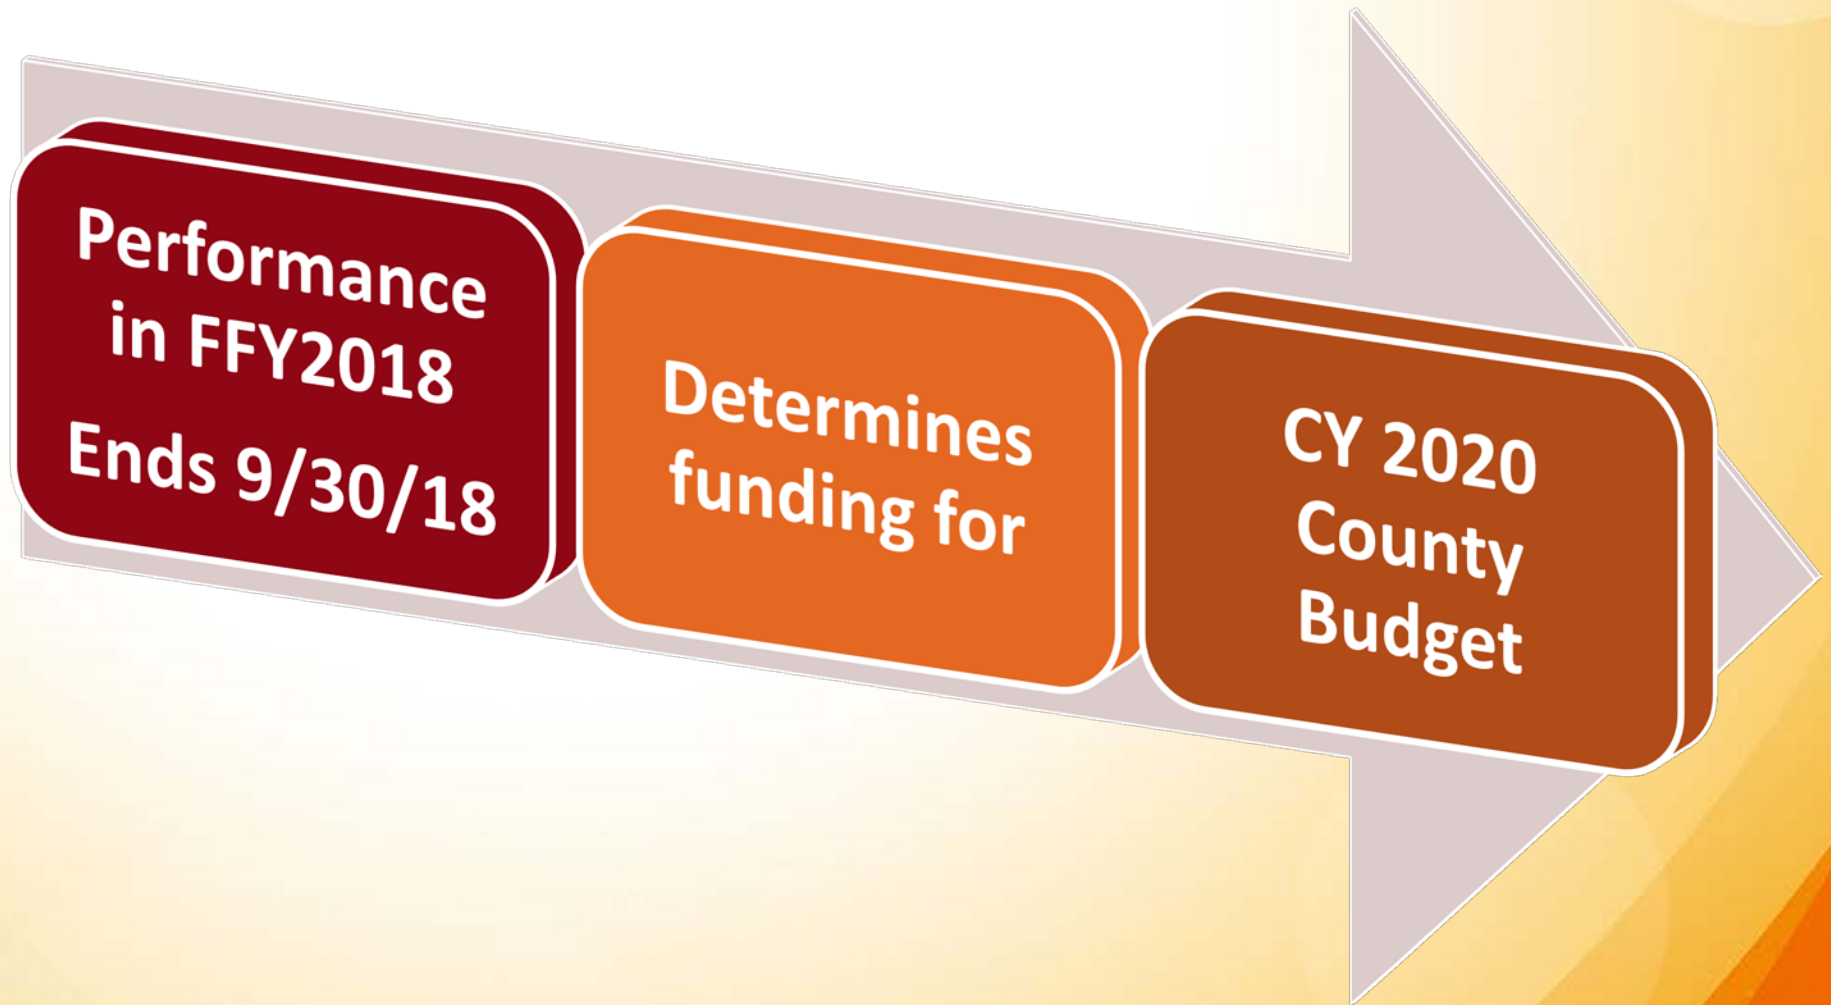 Performance
in FFY2018
Ends 9/30/18
Determines
funding for
CY 2020
County
Budget